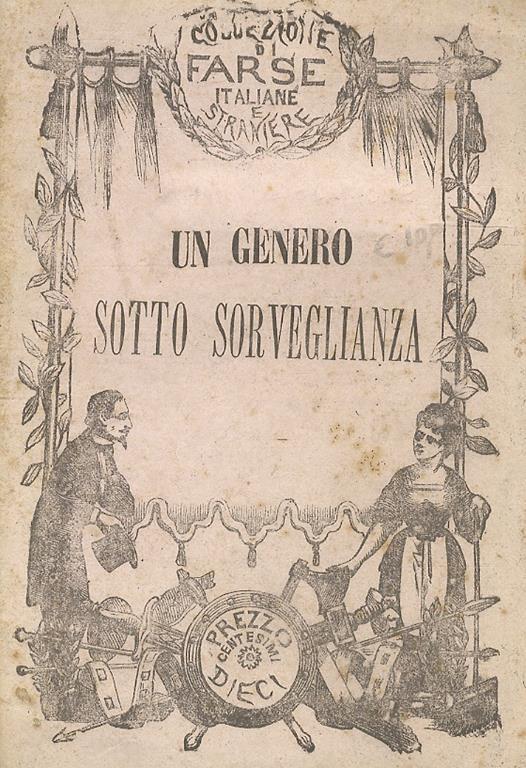 COLLEZIONE
DI
FARSE
ITALIANE
E
STRANIERE
UN GENERO
SOTTO SORVEGLIANZA
PREZZO
CENTESIMI
DIECI